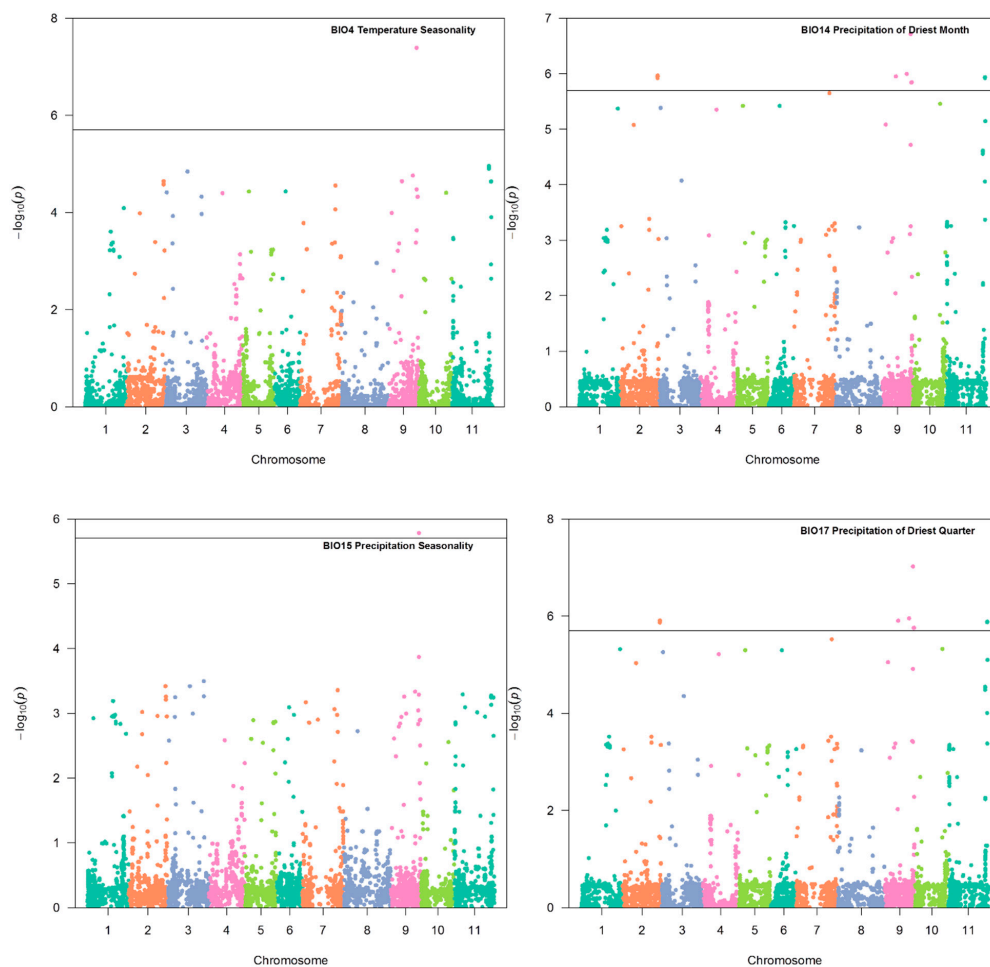 BIO4 Temperature Seasonality
8
6
4
2
0
−log10(p)
1 2 3 4 5 6 7 8 9 10 11
Chromosome
BIO14 Precipitation of Driest Month
7
6
5
4
3
2
1
0
−log10(p)
1 2 3 4 5 6 7 8 9 10 11
Chromosome
BIO15 Precipitation Seasonality
6
5
4
3
2
1
0
−log10(p)
1 2 3 4 5 6 7 8 9 10 11
Chromosome
BIO17 Precipitation of Driest Quarter
8
6
4
2
0
−log10(p)
1 2 3 4 5 6 7 8 9 10 11
Chromosome